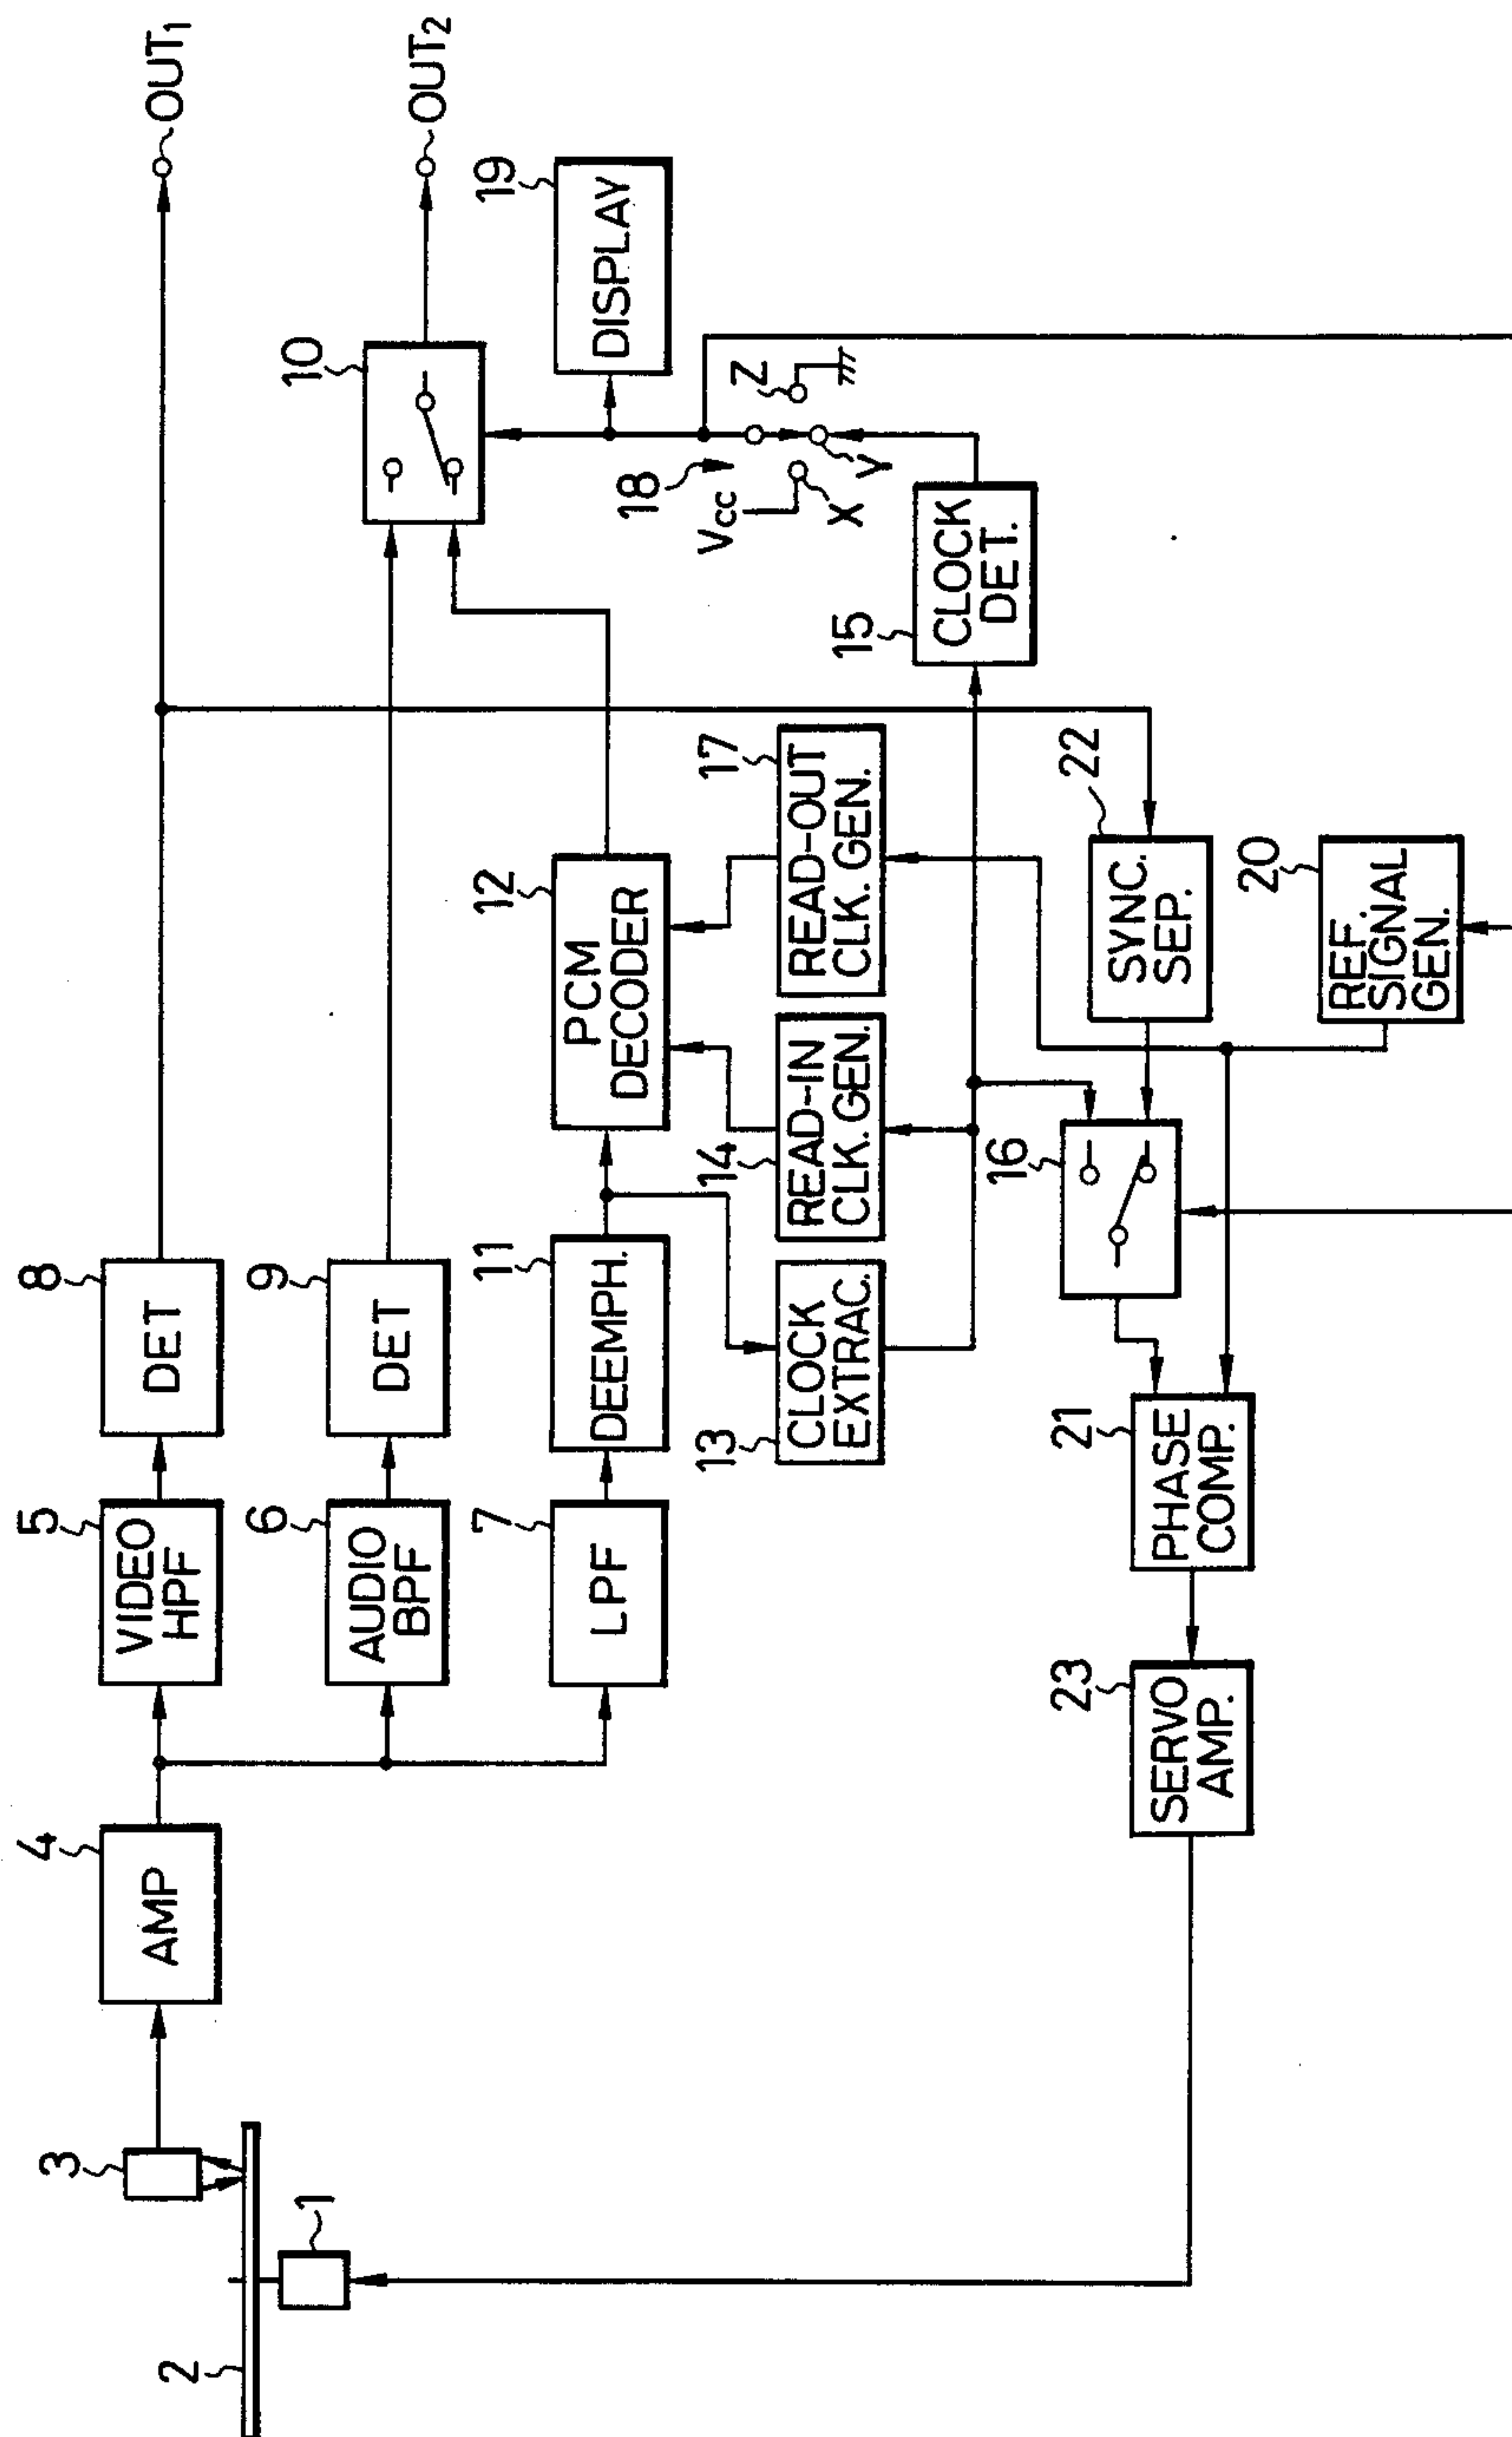 8
DET
5
VIDEO
HPF
4
AMP
3
2
1
OUT₁
9
DET
6
AUDIO
BPF
10
OUT₂
11
DEEMPH.
7
LPF
12
PCM
DECODER
19
DISPLAY
13
CLOCK
EXTRAC.
14
READ-IN
CLK. GEN.
17
READ-OUT
CLK. GEN.
18
Vcc
X
Y
Z
15
CLOCK
DET.
16
22
SYNC.
SEP.
20
REF.
SIGNAL
GEN.
21
PHASE
COMP.
23
SERVO
AMP.